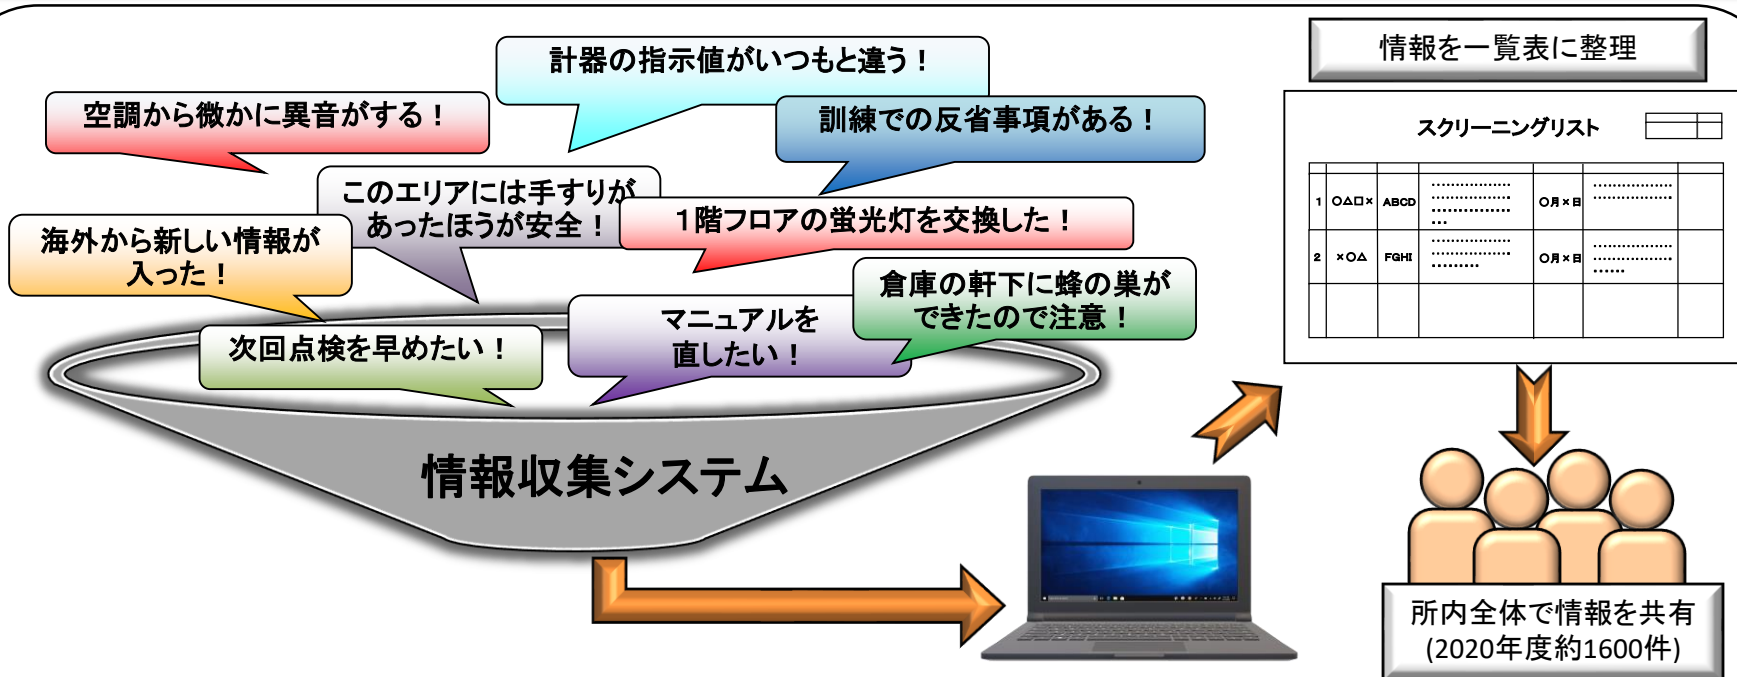 計器の指示値がいつもと違う！
空調から微かに異音がする！
訓練での反省事項がある！
このエリアには手すりが
あったほうが安全！
1階フロアの蛍光灯を交換した！
海外から新しい情報が
入った！
倉庫の軒下に蜂の巣が
できたので注意！
マニュアルを
直したい！
次回点検を早めたい！
情報収集システム
情報を一覧表に整理
スクリーニングリスト
1 〇△□× ABCD 〇月×日
2 ×〇△ FGHI 〇月×日
所内全体で情報を共有
(2020年度約1600件)